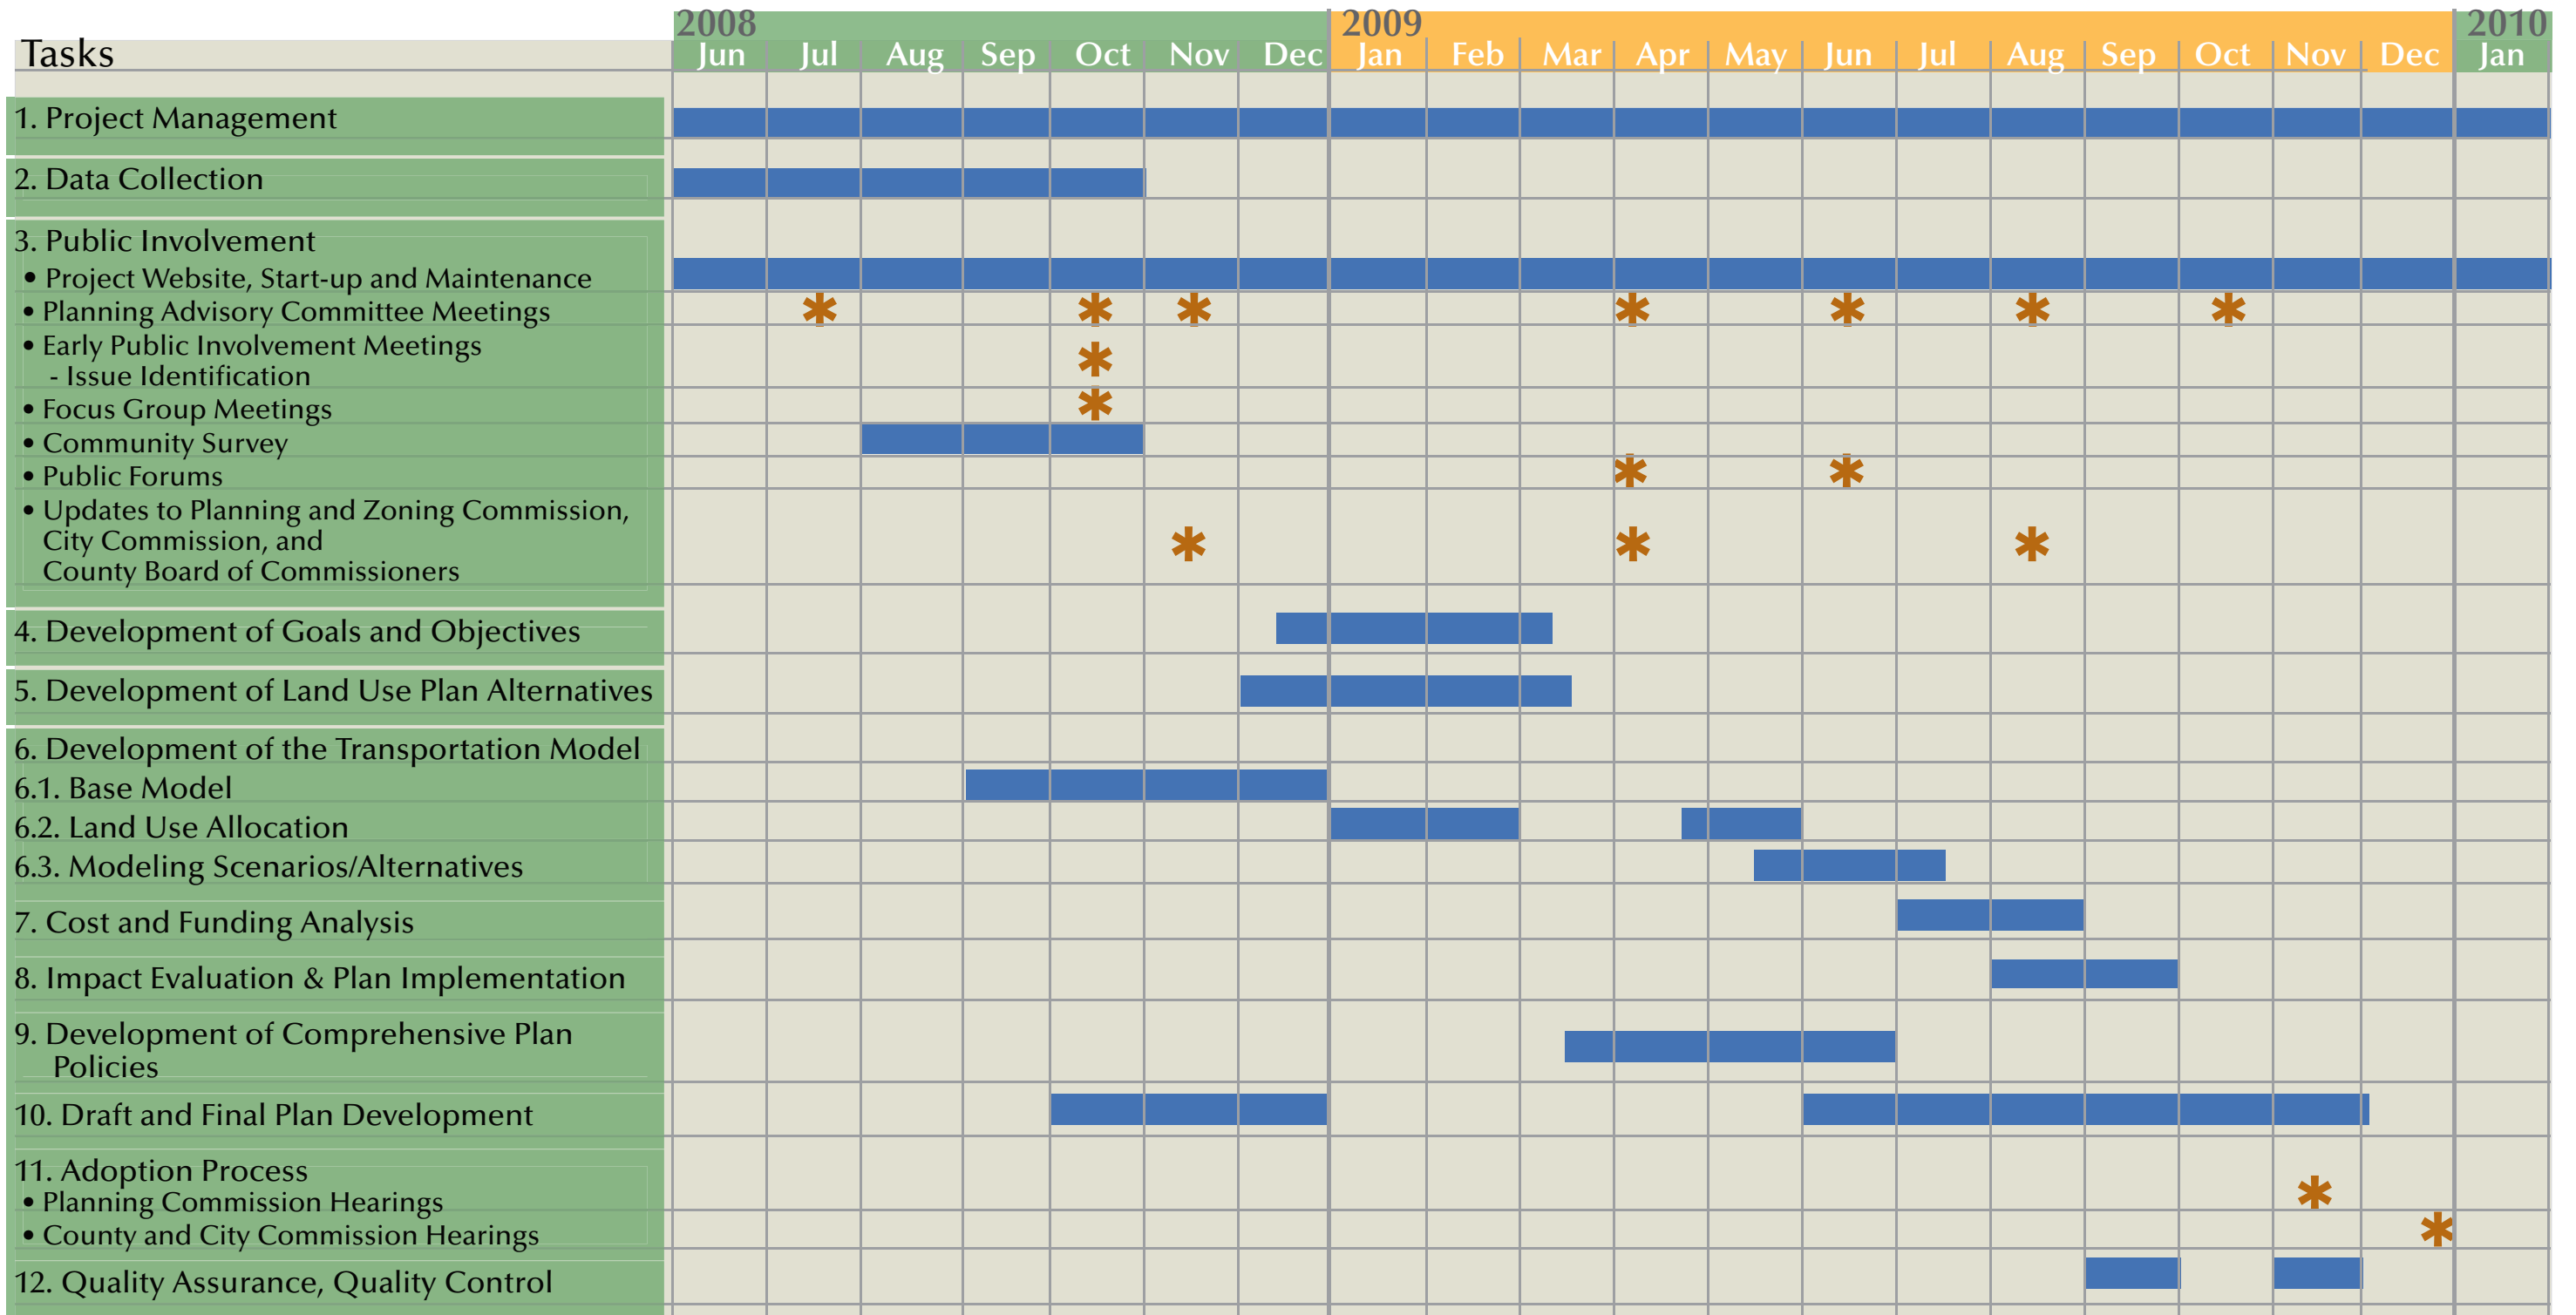 2008 2009 2010
Tasks Jun Jul Aug Sep Oct Nov Dec Jan Feb Mar Apr May Jun Jul Aug Sep Oct Nov Dec Jan
1. Project Management
2. Data Collection
3. Public Involvement
• Project Website, Start-up and Maintenance
• Planning Advisory Committee Meetings
• Early Public Involvement Meetings
- Issue Identification
• Focus Group Meetings
• Community Survey
• Public Forums
• Updates to Planning and Zoning Commission,
City Commission, and
County Board of Commissioners
4. Development of Goals and Objectives
5. Development of Land Use Plan Alternatives
6. Development of the Transportation Model
6.1. Base Model
6.2. Land Use Allocation
6.3. Modeling Scenarios/Alternatives
7. Cost and Funding Analysis
8. Impact Evaluation & Plan Implementation
9. Development of Comprehensive Plan
Policies
10. Draft and Final Plan Development
11. Adoption Process
• Planning Commission Hearings
• County and City Commission Hearings
12. Quality Assurance, Quality Control